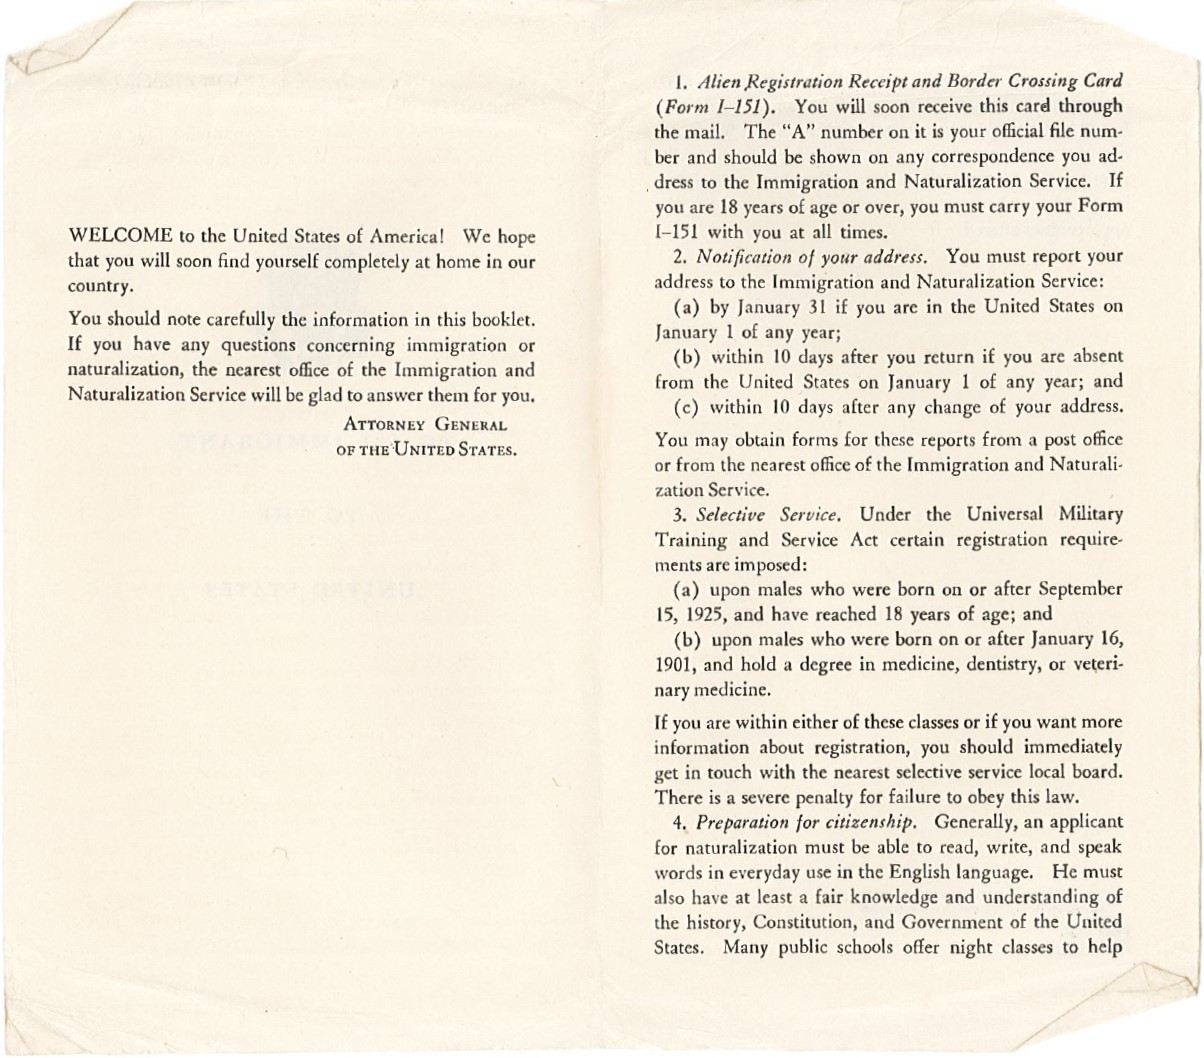 WELCOME to the United States of America! We hope
that you will soon find yourself completely at home in our
country.
You should note carefully the information in this booklet.
If you have any questions concerning immigration or
naturalization, the nearest office of the Immigration and
Naturalization Service will be glad to answer them for you.
ATTORNEY GENERAL
OF THE UNITED STATES.
1. Alien Registration Receipt and Border Crossing Card
(Form I–151). You will soon receive this card through
the mail. The “A” number on it is your official file num-
ber and should be shown on any correspondence you ad-
dress to the Immigration and Naturalization Service. If
you are 18 years of age or over, you must carry your Form
I–151 with you at all times.
2. Notification of your address. You must report your
address to the Immigration and Naturalization Service:
(a) by January 31 if you are in the United States on
January 1 of any year;
(b) within 10 days after you return if you are absent
from the United States on January 1 of any year; and
(c) within 10 days after any change of your address.
You may obtain forms for these reports from a post office
or from the nearest office of the Immigration and Naturali-
zation Service.
3. Selective Service. Under the Universal Military
Training and Service Act certain registration require-
ments are imposed:
(a) upon males who were born on or after September
15, 1925, and have reached 18 years of age; and
(b) upon males who were born on or after January 16,
1901, and hold a degree in medicine, dentistry, or veteri-
nary medicine.
If you are within either of these classes or if you want more
information about registration, you should immediately
get in touch with the nearest selective service local board.
There is a severe penalty for failure to obey this law.
4. Preparation for citizenship. Generally, an applicant
for naturalization must be able to read, write, and speak
words in everyday use in the English language. He must
also have at least a fair knowledge and understanding of
the history, Constitution, and Government of the United
States. Many public schools offer night classes to help